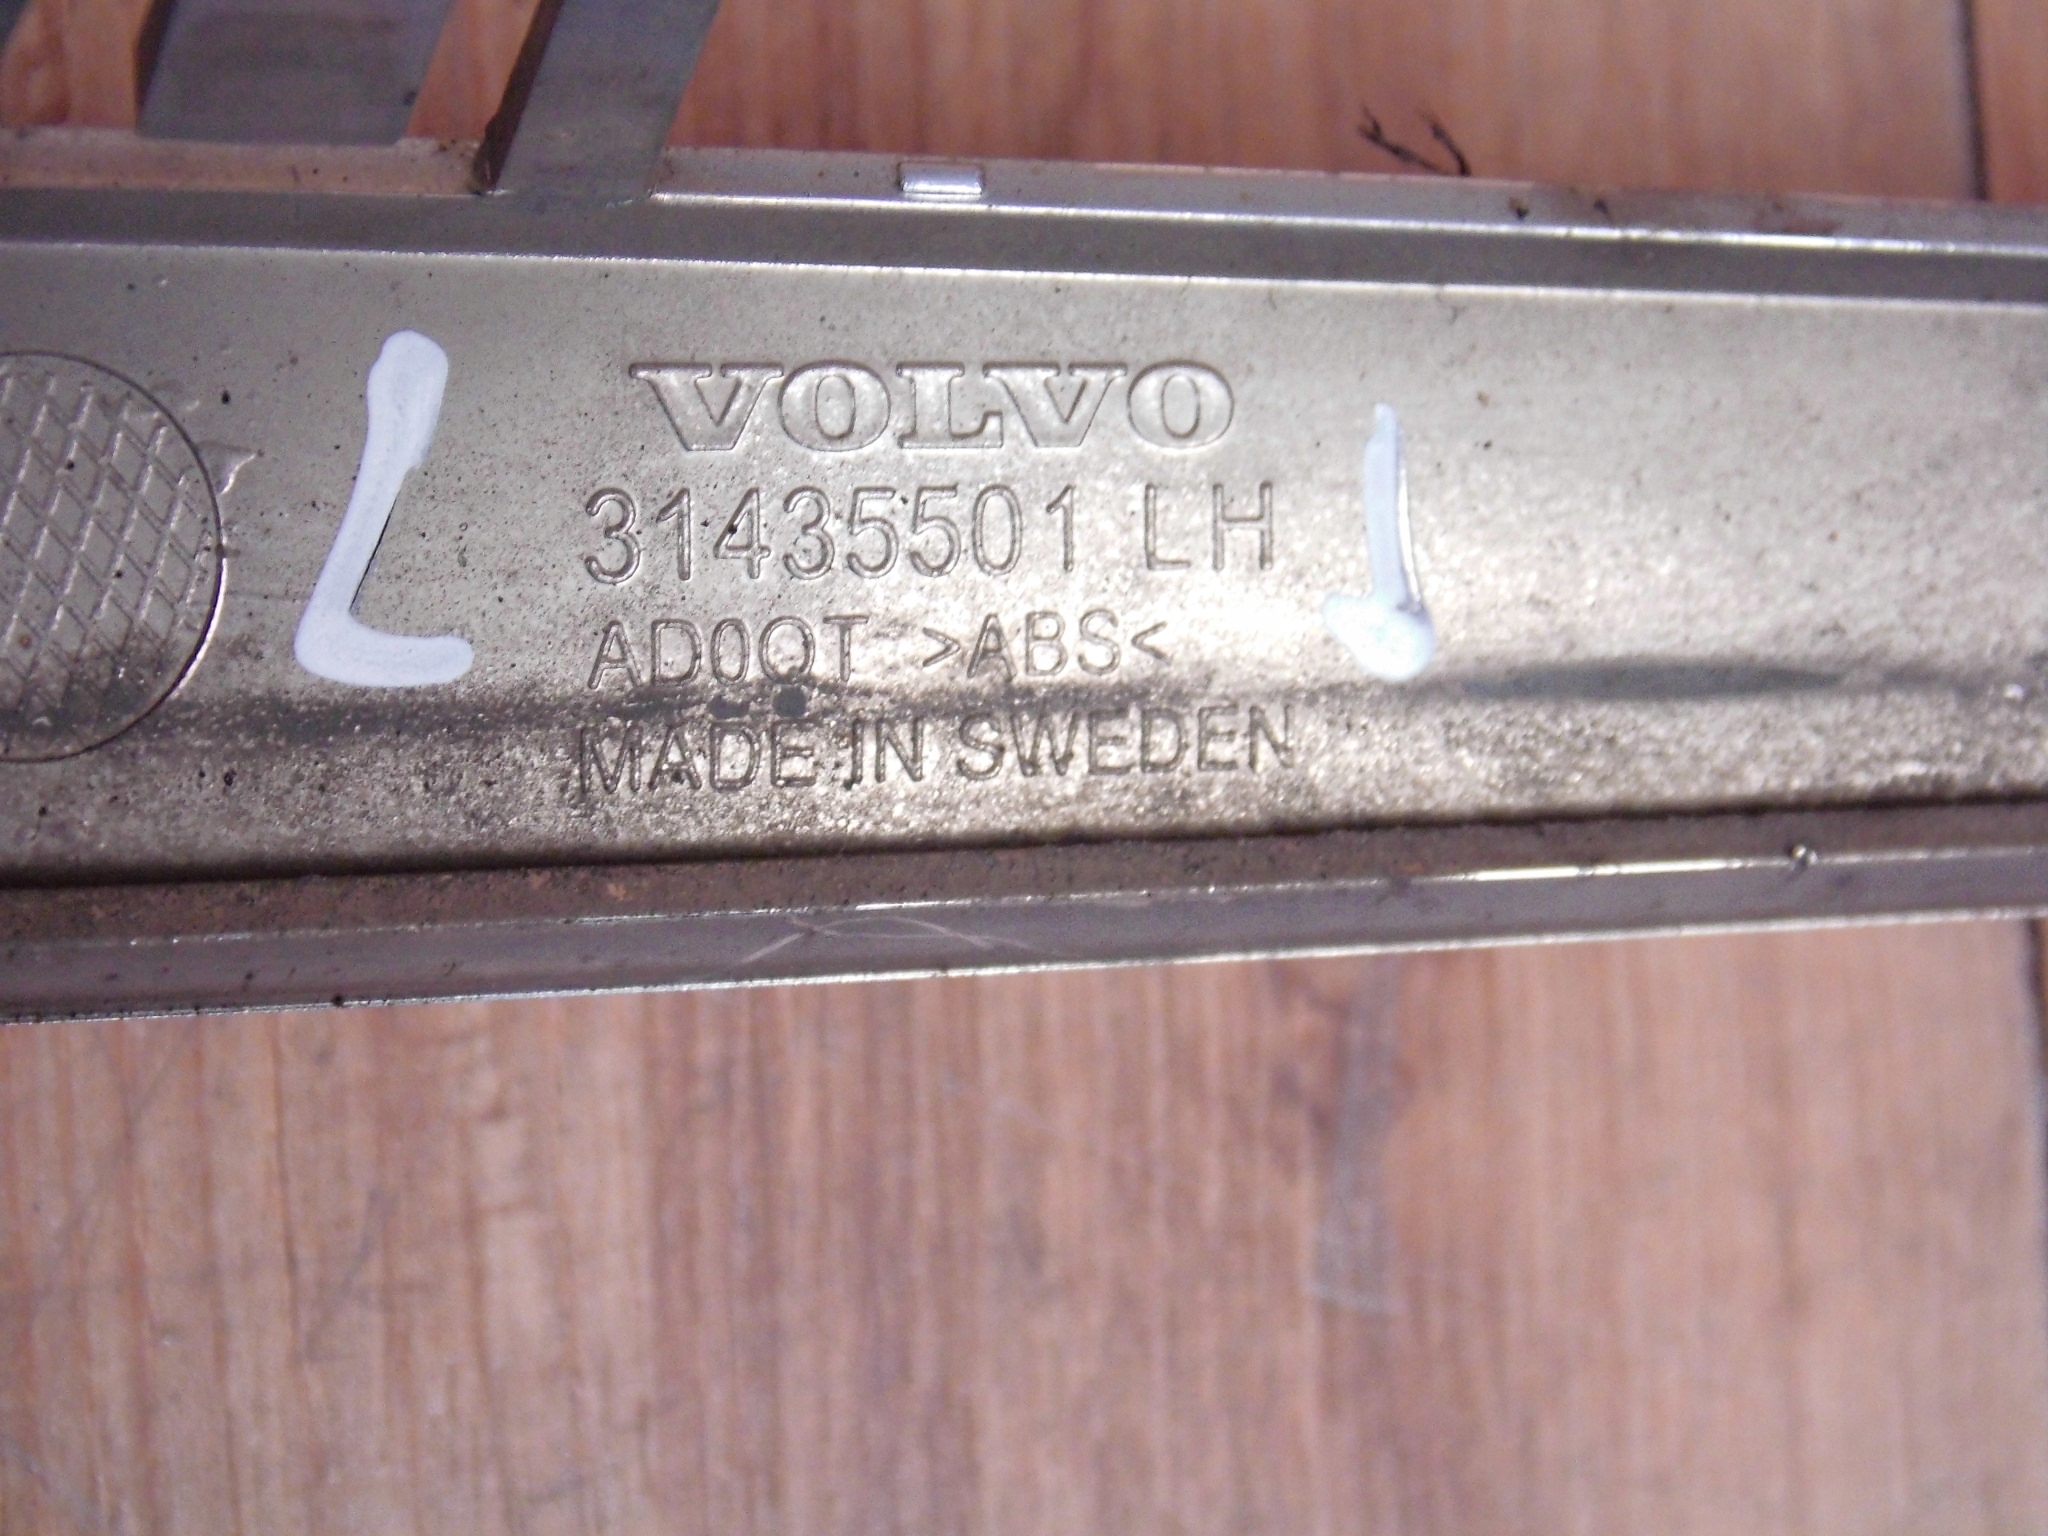 VOLVO
L 31435501 LH
AD0QT >ABS<
MADE IN SWEDEN